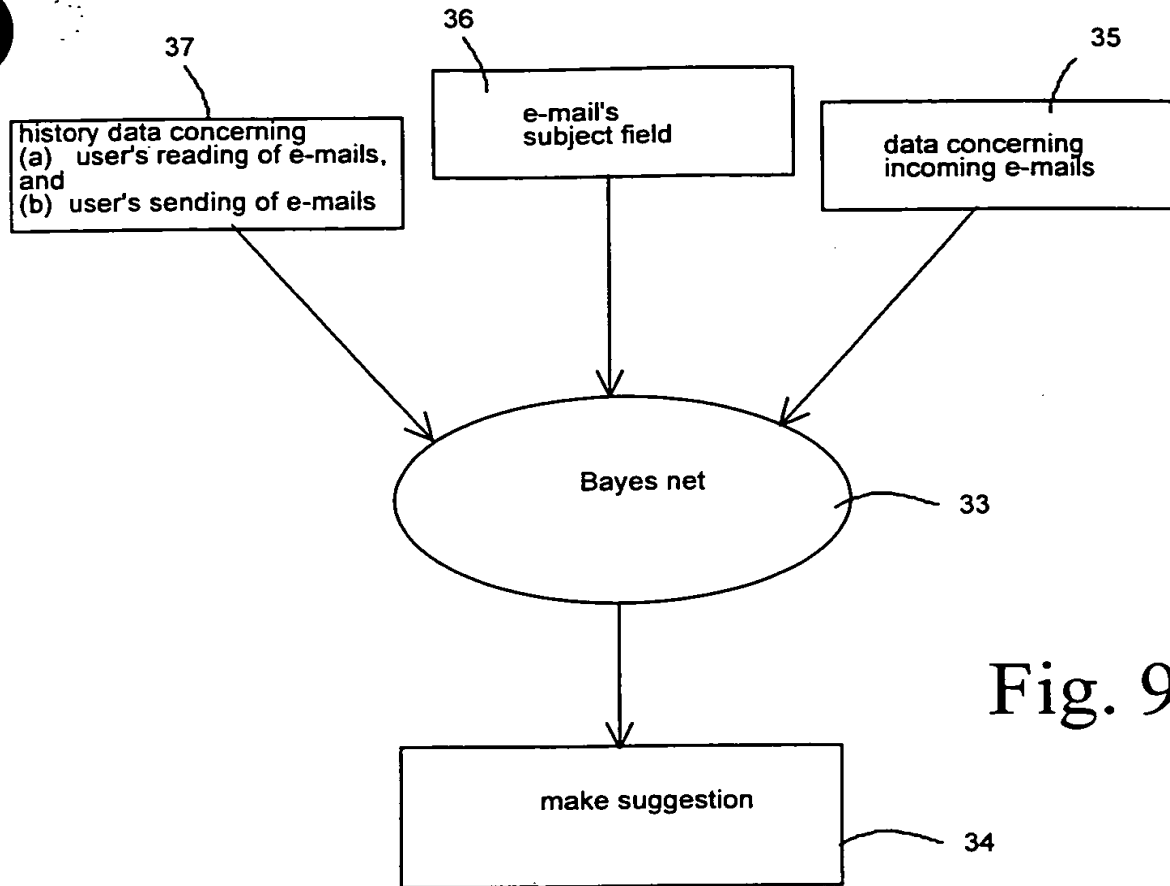 37
36
35
history data concerning
(a) user's reading of e-mails,
and
(b) user's sending of e-mails
e-mail's
subject field
data concerning
incoming e-mails
Bayes net
33
Fig. 9
make suggestion
34